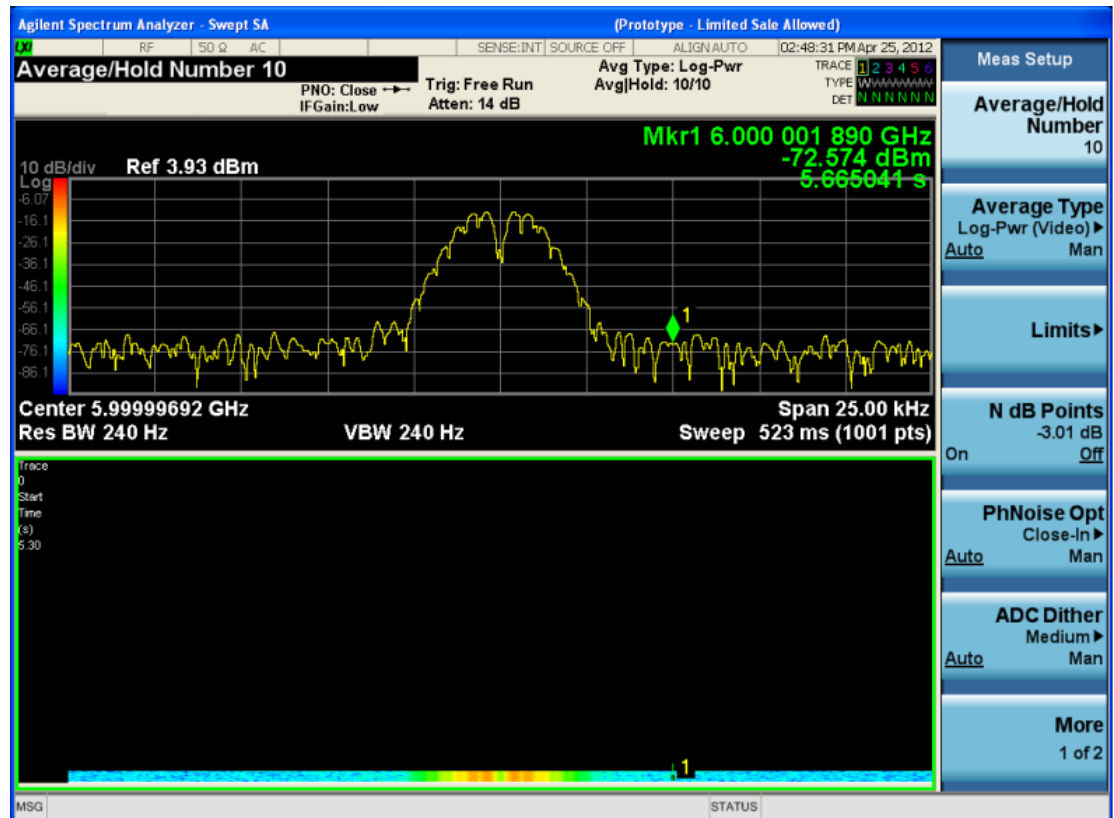 Agilent Spectrum Analyzer - Swept SA (Prototype - Limited Sale Allowed)
LXI RF 50 Ω AC SENSE:INT SOURCE OFF ALIGN AUTO 02:48:31 PM Apr 25, 2012
Average/Hold Number 10
PNO: Close
IFGain:Low
Trig: Free Run
Atten: 14 dB
Avg Type: Log-Pwr
Avg|Hold: 10/10
TRACE 1 2 3 4 5 6
TYPE WWWWWW
DET N N N N N N
Mkr1 6.000 001 890 GHz
-72.574 dBm
5.665041 s
10 dB/div Ref 3.93 dBm
Log
-6.07
-16.1
-26.1
-36.1
-46.1
-56.1
-66.1
-76.1
-86.1
1
Center 5.99999692 GHz Span 25.00 kHz
Res BW 240 Hz VBW 240 Hz Sweep 523 ms (1001 pts)
Trace
0
Start
Time
(s)
5.30
1
MSG STATUS
Meas Setup
Average/Hold
Number
10
Average Type
Log-Pwr (Video)
Auto Man
Limits
N dB Points
-3.01 dB
On Off
PhNoise Opt
Close-In
Auto Man
ADC Dither
Medium
Auto Man
More
1 of 2